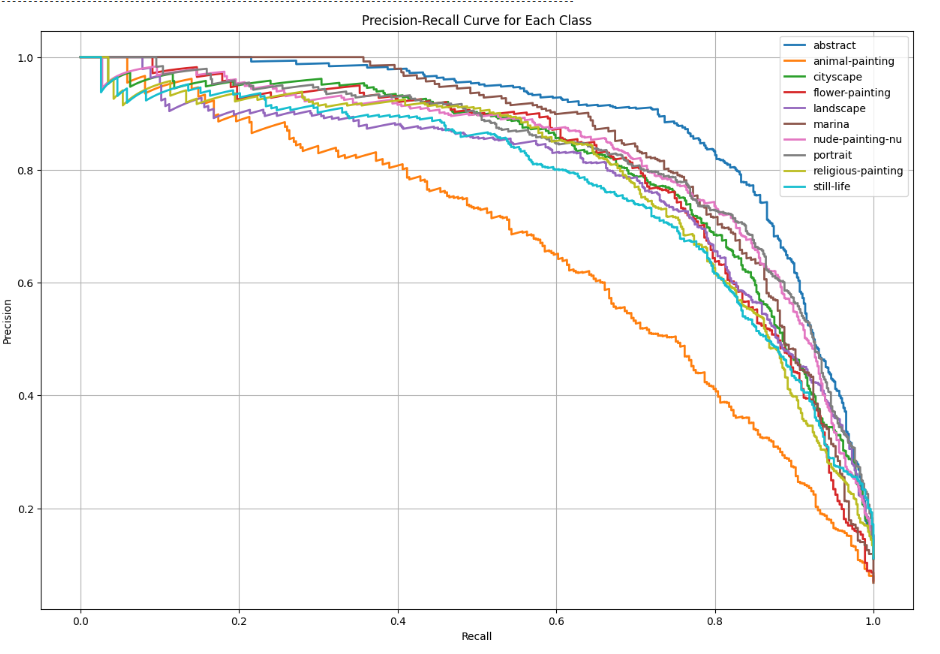 Precision-Recall Curve for Each Class
1.0
0.8
0.6
0.4
0.2
Precision
0.0
0.2
0.4
0.6
0.8
1.0
Recall
abstract
animal-painting
cityscape
flower-painting
landscape
marina
nude-painting-nu
portrait
religious-painting
still-life